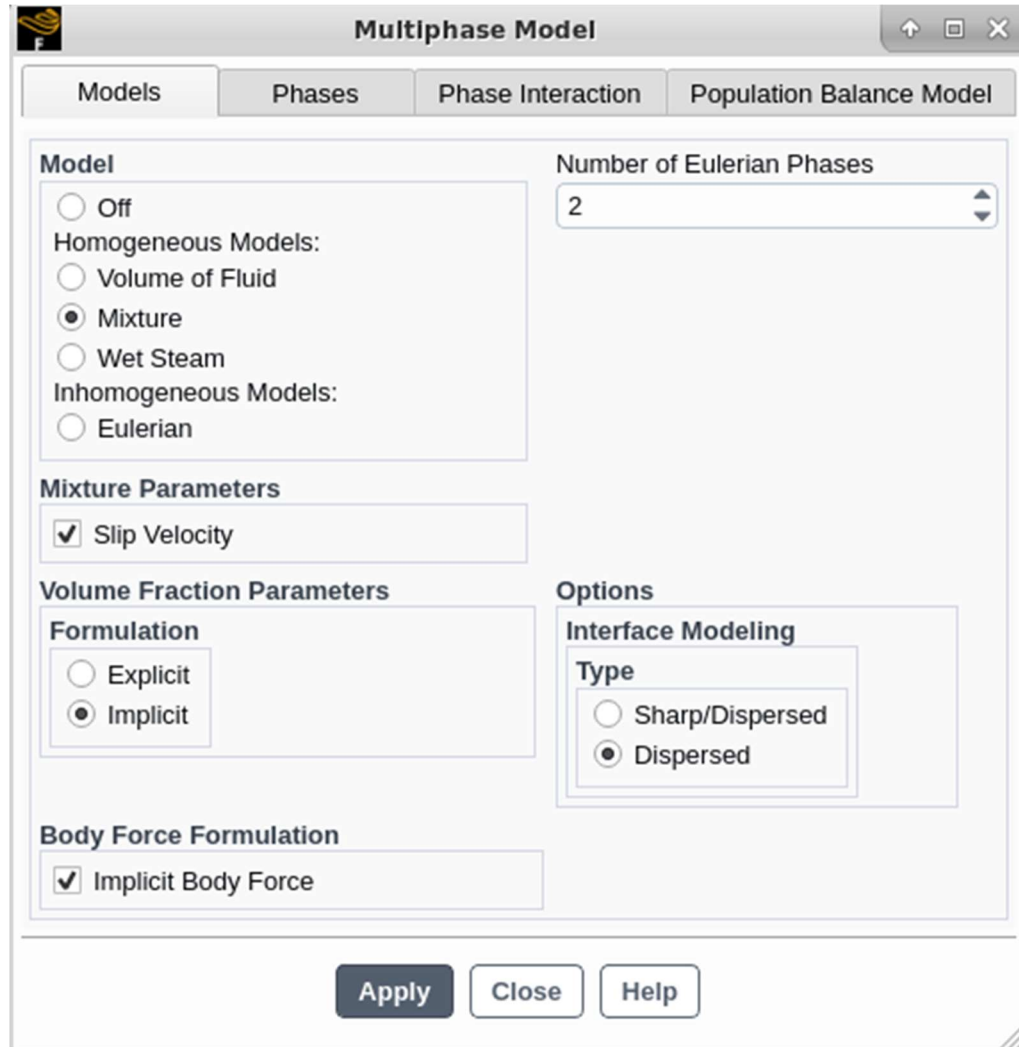 Multiphase Model
F
Models Phases Phase Interaction Population Balance Model
Model
Off
Homogeneous Models:
Volume of Fluid
Mixture
Wet Steam
Inhomogeneous Models:
Eulerian
Number of Eulerian Phases
2
Mixture Parameters
Slip Velocity
Volume Fraction Parameters
Formulation
Explicit
Implicit
Options
Interface Modeling
Type
Sharp/Dispersed
Dispersed
Body Force Formulation
Implicit Body Force
Apply Close Help